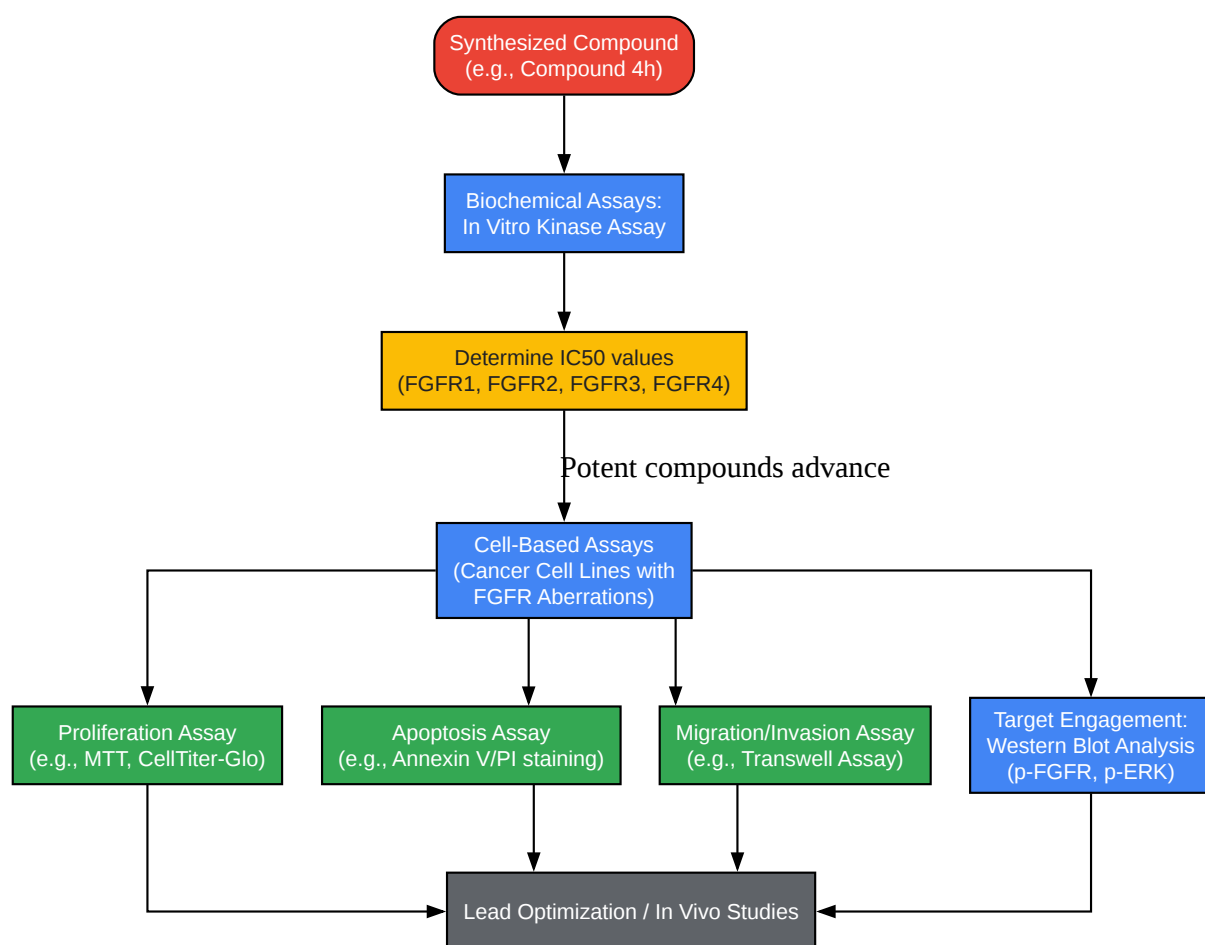 Synthesized Compound
(e.g., Compound 4h)
Biochemical Assays:
In Vitro Kinase Assay
Determine IC50 values
(FGFR1, FGFR2, FGFR3, FGFR4)
Potent compounds advance
Cell-Based Assays
(Cancer Cell Lines with
FGFR Aberrations)
Proliferation Assay
(e.g., MTT, CellTiter-Glo)
Apoptosis Assay
(e.g., Annexin V/PI staining)
Migration/Invasion Assay
(e.g., Transwell Assay)
Target Engagement:
Western Blot Analysis
(p-FGFR, p-ERK)
Lead Optimization / In Vivo Studies